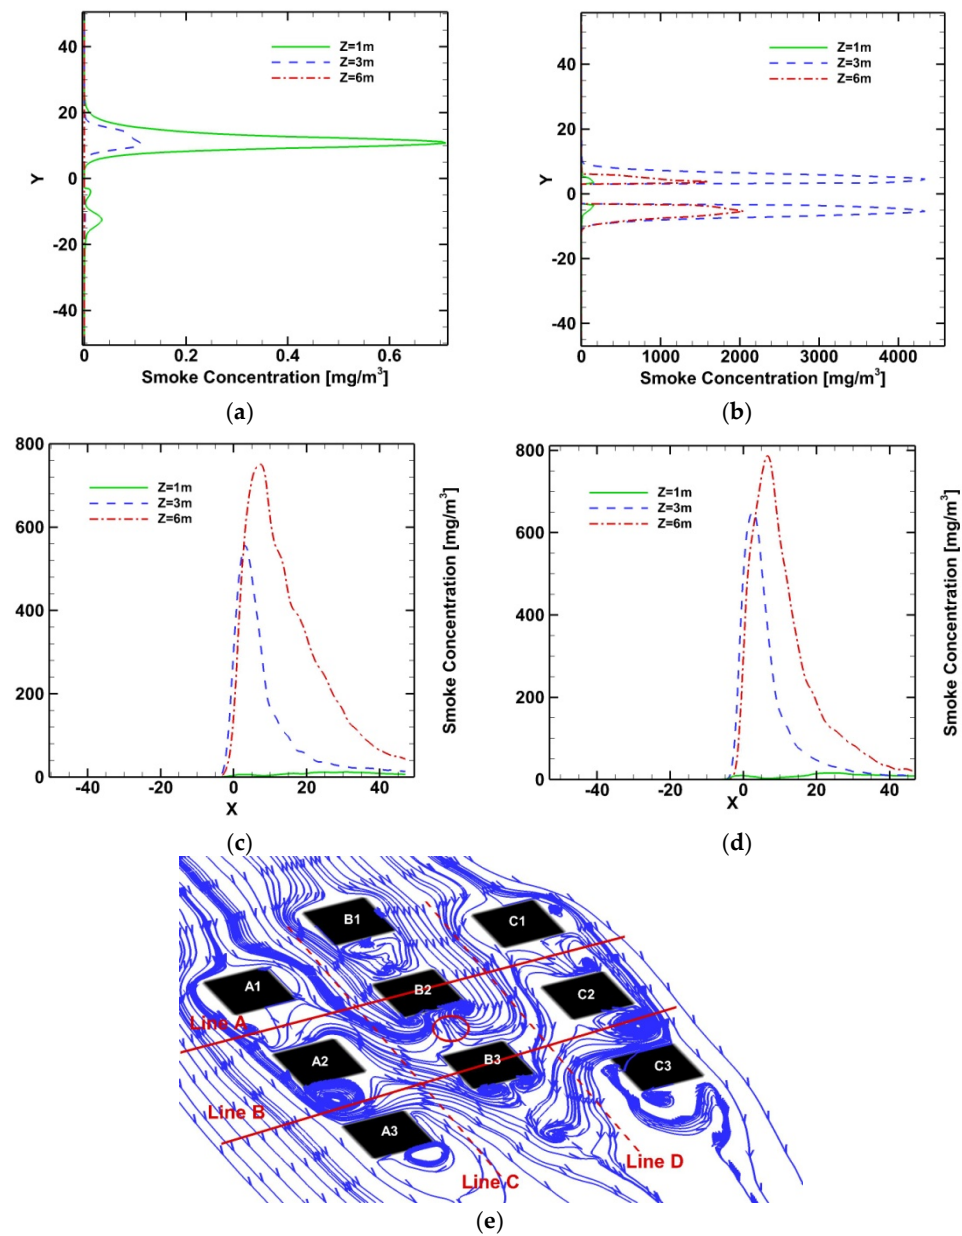 Z=1m
Z=3m
Z=6m
40
20
0
-20
-40
Y
0 0.2 0.4 0.6
Smoke Concentration [mg/m³]
(a)
Z=1m
Z=3m
Z=6m
40
20
0
-20
-40
Y
0 1000 2000 3000 4000
Smoke Concentration [mg/m³]
(b)
Z=1m
Z=3m
Z=6m
800
600
400
200
0
-40 -20 0 20 40
X
Smoke Concentration [mg/m³]
(c)
Z=1m
Z=3m
Z=6m
800
600
400
200
0
-40 -20 0 20 40
X
Smoke Concentration [mg/m³]
(d)
B1
C1
A1
B2
C2
Line A
A2
B3
C3
Line B
A3
Line D
Line C
(e)